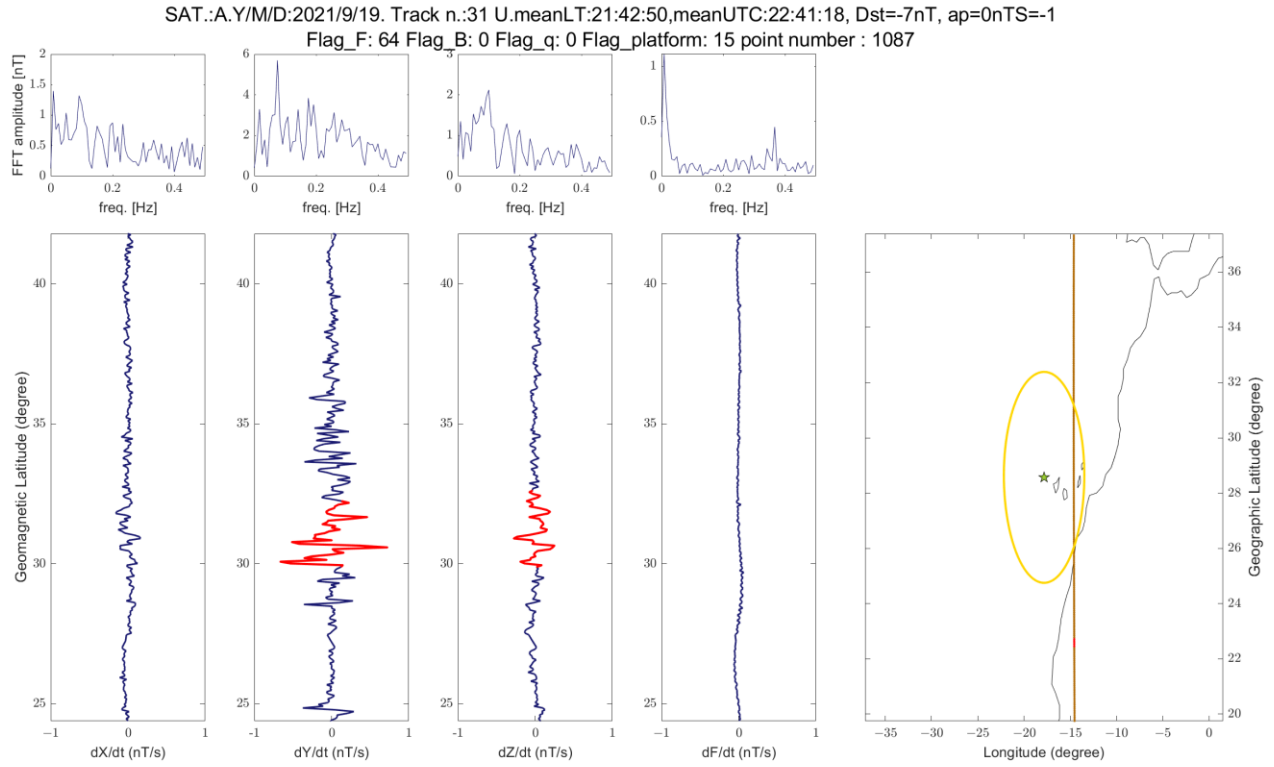 SAT.:A.Y/M/D:2021/9/19. Track n.:31 U.meanLT:21:42:50,meanUTC:22:41:18, Dst=-7nT, ap=0nTS=-1
Flag_F: 64 Flag_B: 0 Flag_q: 0 Flag_platform: 15 point number : 1087
FFT amplitude [nT]
2
1.5
1
0.5
0
0 0.2 0.4
freq. [Hz]
6
4
2
0
0 0.2 0.4
freq. [Hz]
3
2
1
0
0 0.2 0.4
freq. [Hz]
1
0.5
0
0 0.2 0.4
freq. [Hz]
Geomagnetic Latitude (degree)
40
35
30
25
-1 0 1
dX/dt (nT/s)
40
35
30
25
-1 0 1
dY/dt (nT/s)
40
35
30
25
-1 0 1
dZ/dt (nT/s)
40
35
30
25
-1 0 1
dF/dt (nT/s)
36
34
32
30
28
26
24
22
20
Geographic Latitude (degree)
−35 −30 −25 −20 −15 −10 −5 0
Longitude (degree)